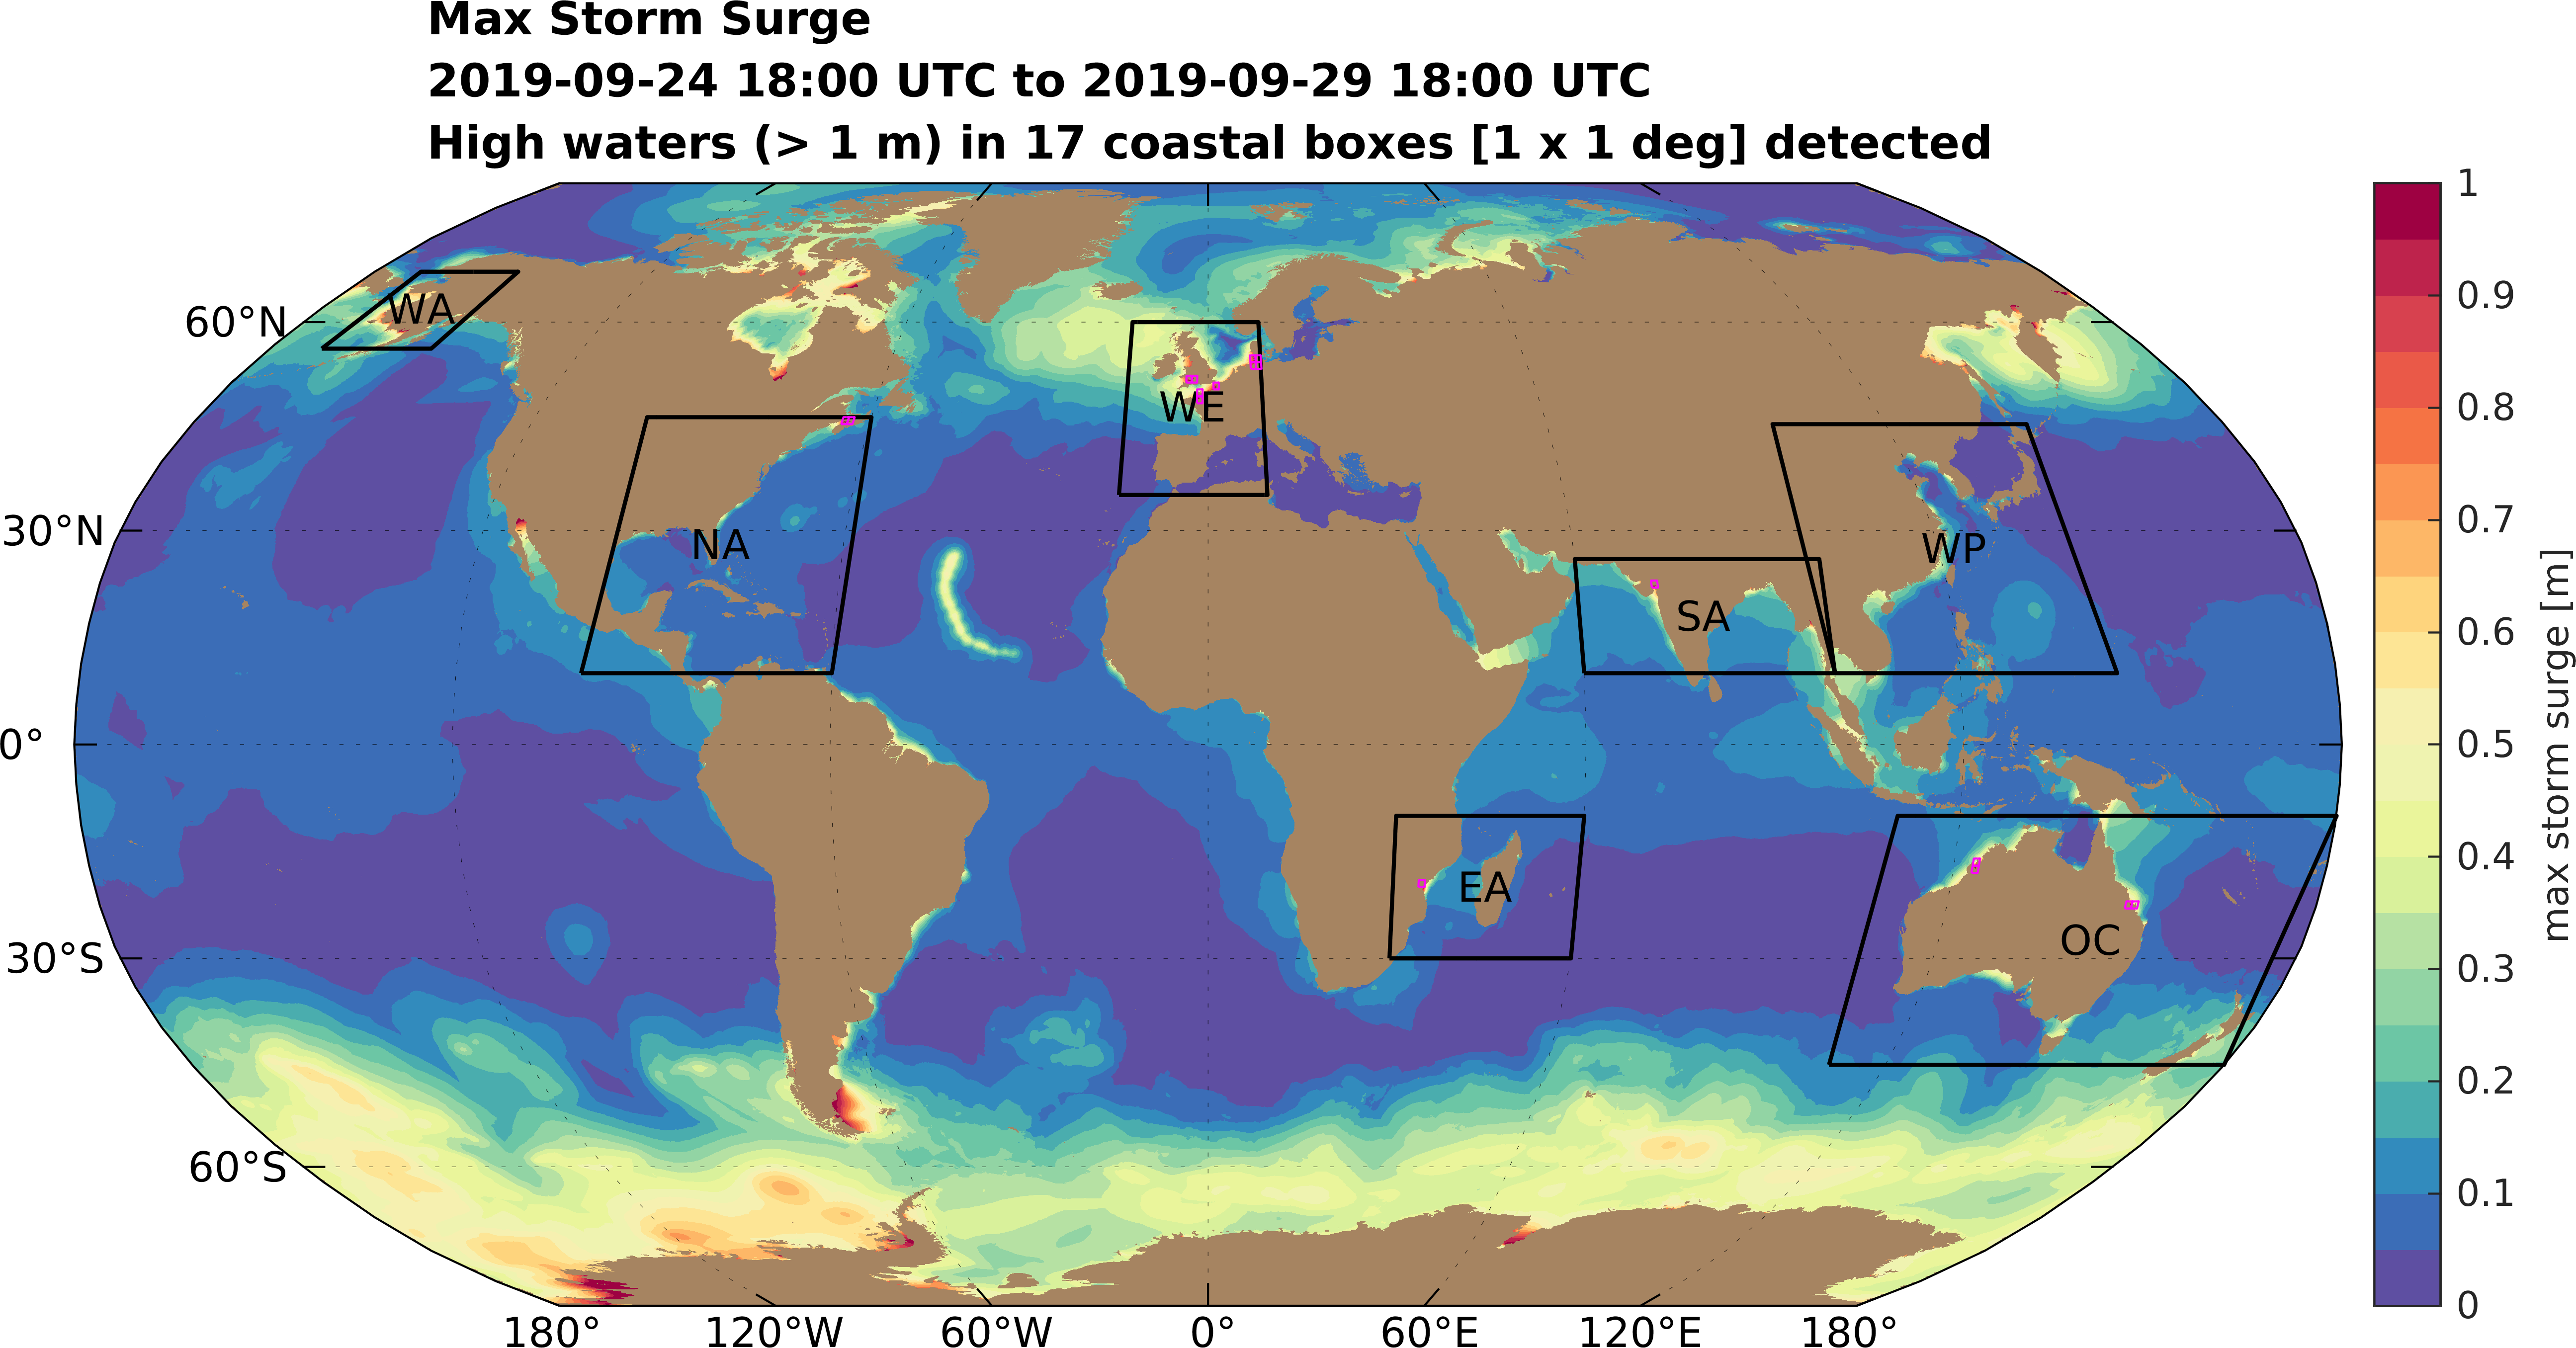 Max Storm Surge
2019-09-24 18:00 UTC to 2019-09-29 18:00 UTC
High waters (> 1 m) in 17 coastal boxes [1 x 1 deg] detected
60°N
30°N
0°
30°S
60°S
WA
NA
WE
SA
WP
EA
OC
180°
120°W
60°W
0°
60°E
120°E
180°
1
0.9
0.8
0.7
0.6
0.5
0.4
0.3
0.2
0.1
0
max storm surge [m]